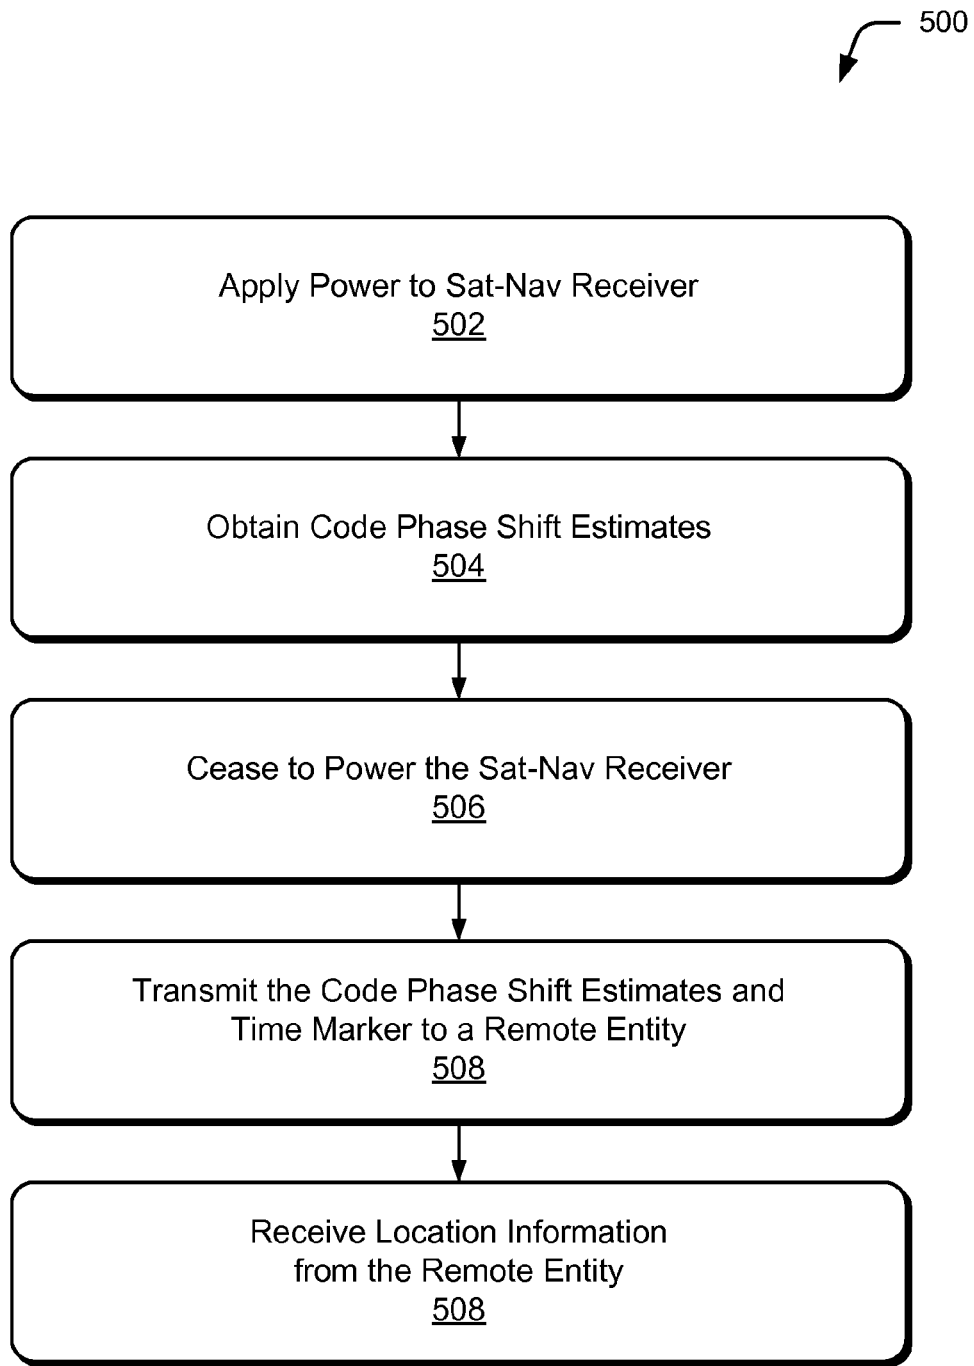 500
Apply Power to Sat-Nav Receiver
502
Obtain Code Phase Shift Estimates
504
Cease to Power the Sat-Nav Receiver
506
Transmit the Code Phase Shift Estimates and
Time Marker to a Remote Entity
508
Receive Location Information
from the Remote Entity
508